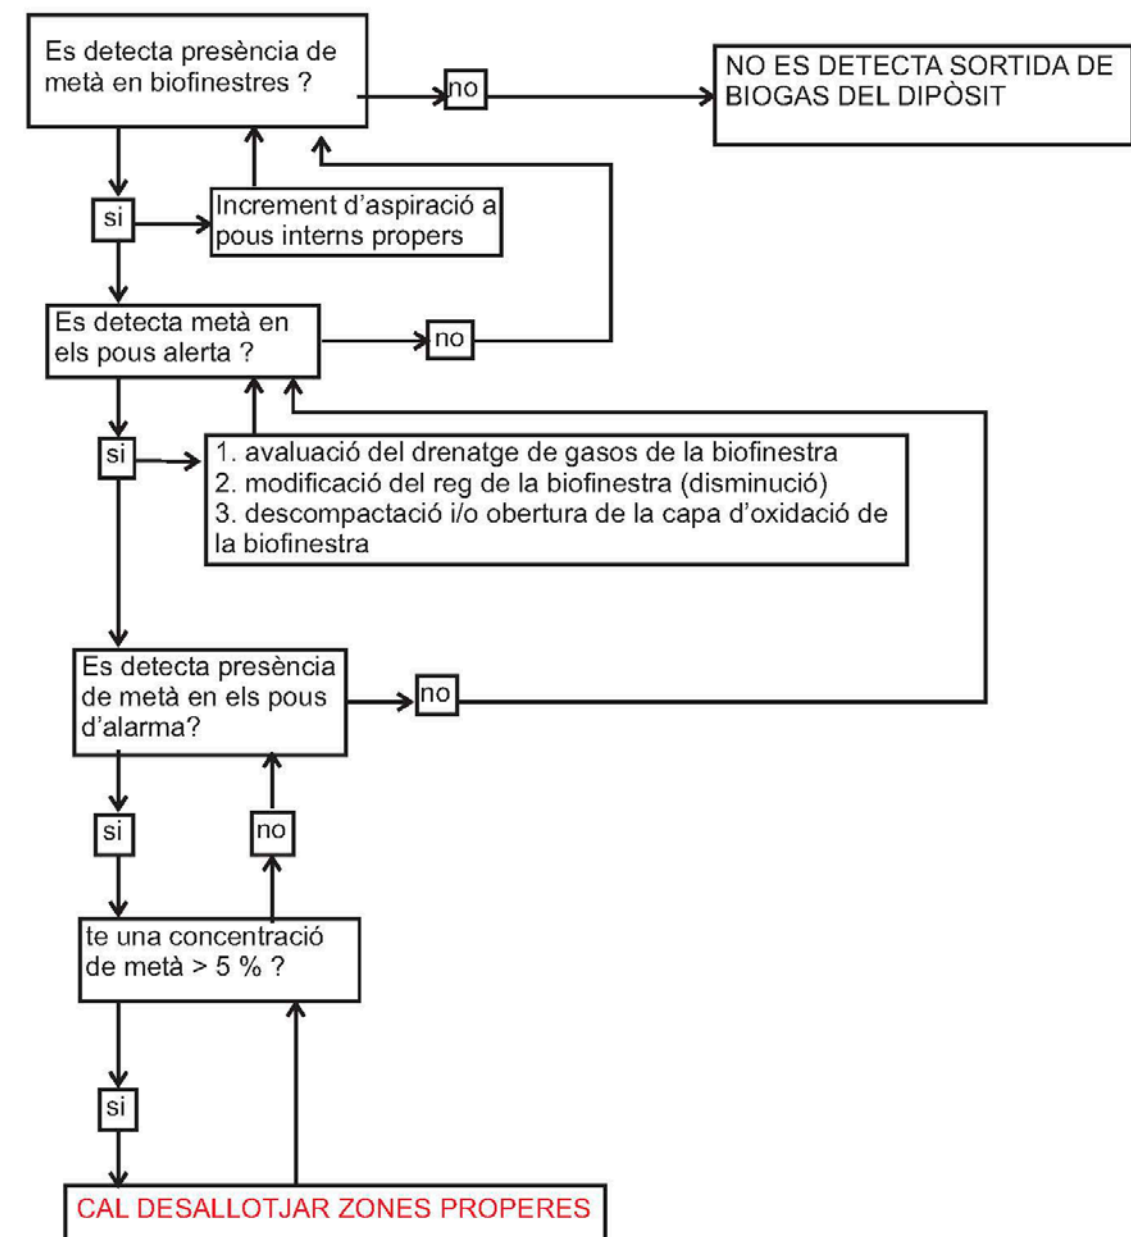 Es detecta presència de
metà en biofinestres ?
no
NO ES DETECTA SORTIDA DE
BIOGAS DEL DIPÒSIT
si
Increment d'aspiració a
pous interns propers
Es detecta metà en
els pous alerta ?
no
si
1. avaluació del drenatge de gasos de la biofinestra
2. modificació del reg de la biofinestra (disminució)
3. descompactació i/o obertura de la capa d'oxidació de
la biofinestra
Es detecta presència
de metà en els pous
d'alarma?
no
si
no
te una concentració
de metà > 5 % ?
si
CAL DESALLOTJAR ZONES PROPERES